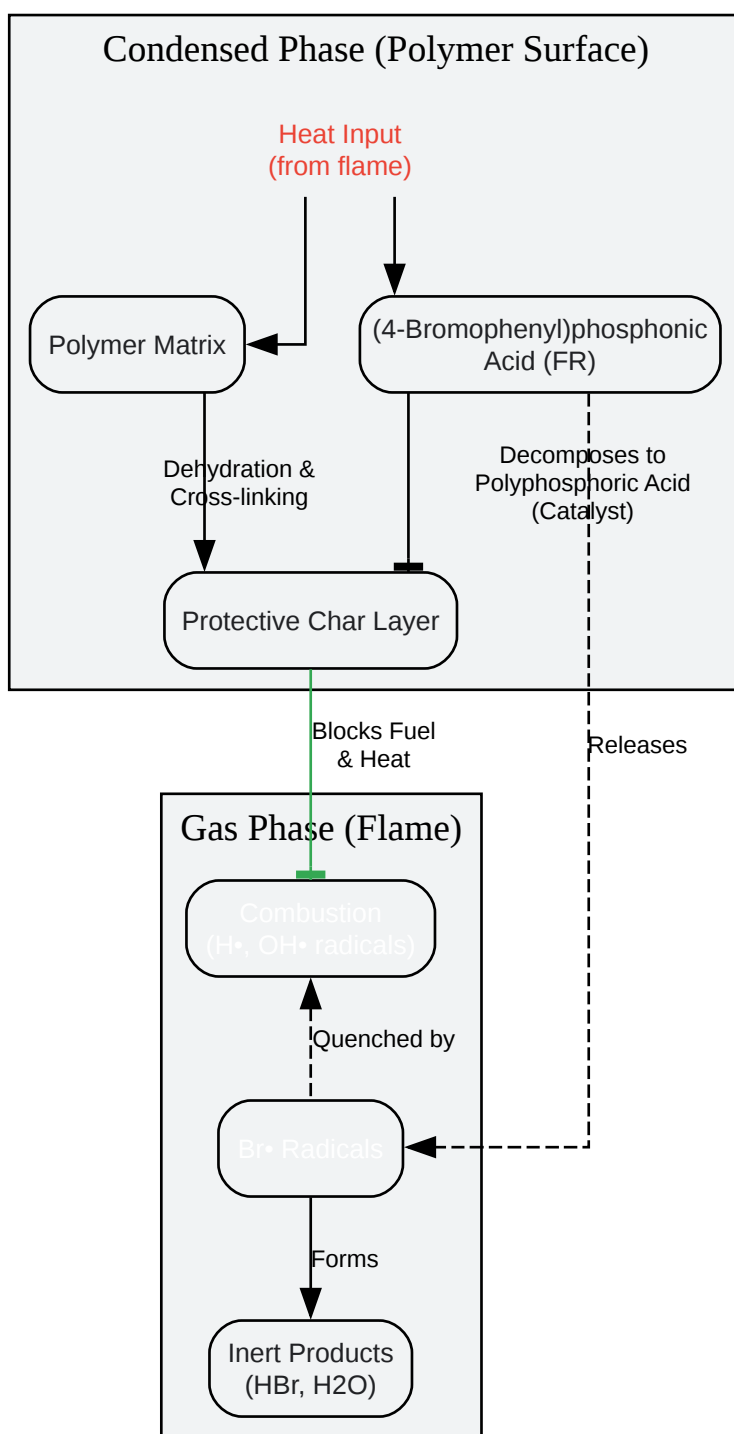 Condensed Phase (Polymer Surface)
Heat Input
(from flame)
Polymer Matrix
(4-Bromophenyl)phosphonic
Acid (FR)
Dehydration &
Cross-linking
Decomposes to
Polyphosphoric Acid
(Catalyst)
Protective Char Layer
Blocks Fuel
& Heat
Releases
Gas Phase (Flame)
Combustion
(H•, OH• radicals)
Quenched by
Br• Radicals
Forms
Inert Products
(HBr, H2O)